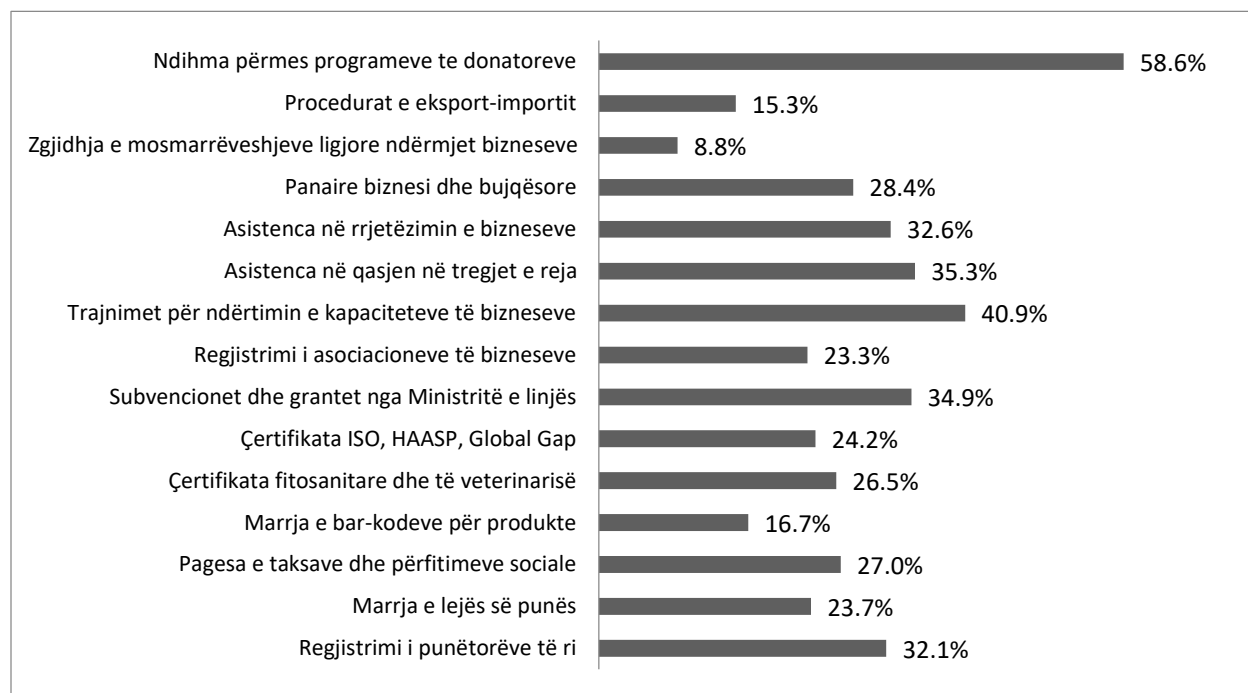 Ndihma përmes programeve te donatoreve 58.6%
Procedurat e eksport-importit 15.3%
Zgjidhja e mosmarrëveshjeve ligjore ndërmjet bizneseve 8.8%
Panaire biznesi dhe bujqësore 28.4%
Asistenca në rrjetëzimin e bizneseve 32.6%
Asistenca në qasjen në tregjet e reja 35.3%
Trajnimet për ndërtimin e kapaciteteve të bizneseve 40.9%
Regjistrimi i asociacioneve të bizneseve 23.3%
Subvencionet dhe grantet nga Ministritë e linjës 34.9%
Çertifikata ISO, HAASP, Global Gap 24.2%
Çertifikata fitosanitare dhe të veterinarisë 26.5%
Marrja e bar-kodeve për produkte 16.7%
Pagesa e taksave dhe përfitimeve sociale 27.0%
Marrja e lejës së punës 23.7%
Regjistrimi i punëtorëve të ri 32.1%